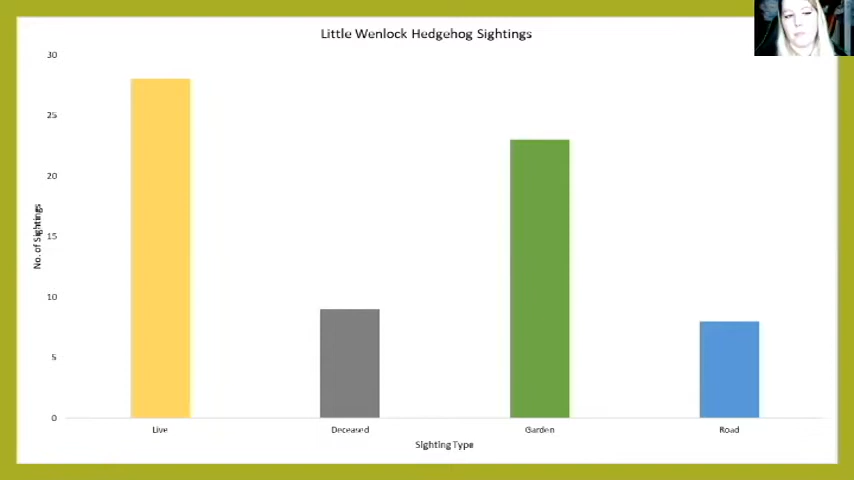 Little Wenlock Hedgehog Sightings
30
25
20
15
10
5
0
No. of Sightings
Live
Deceased
Garden
Road
Sighting Type